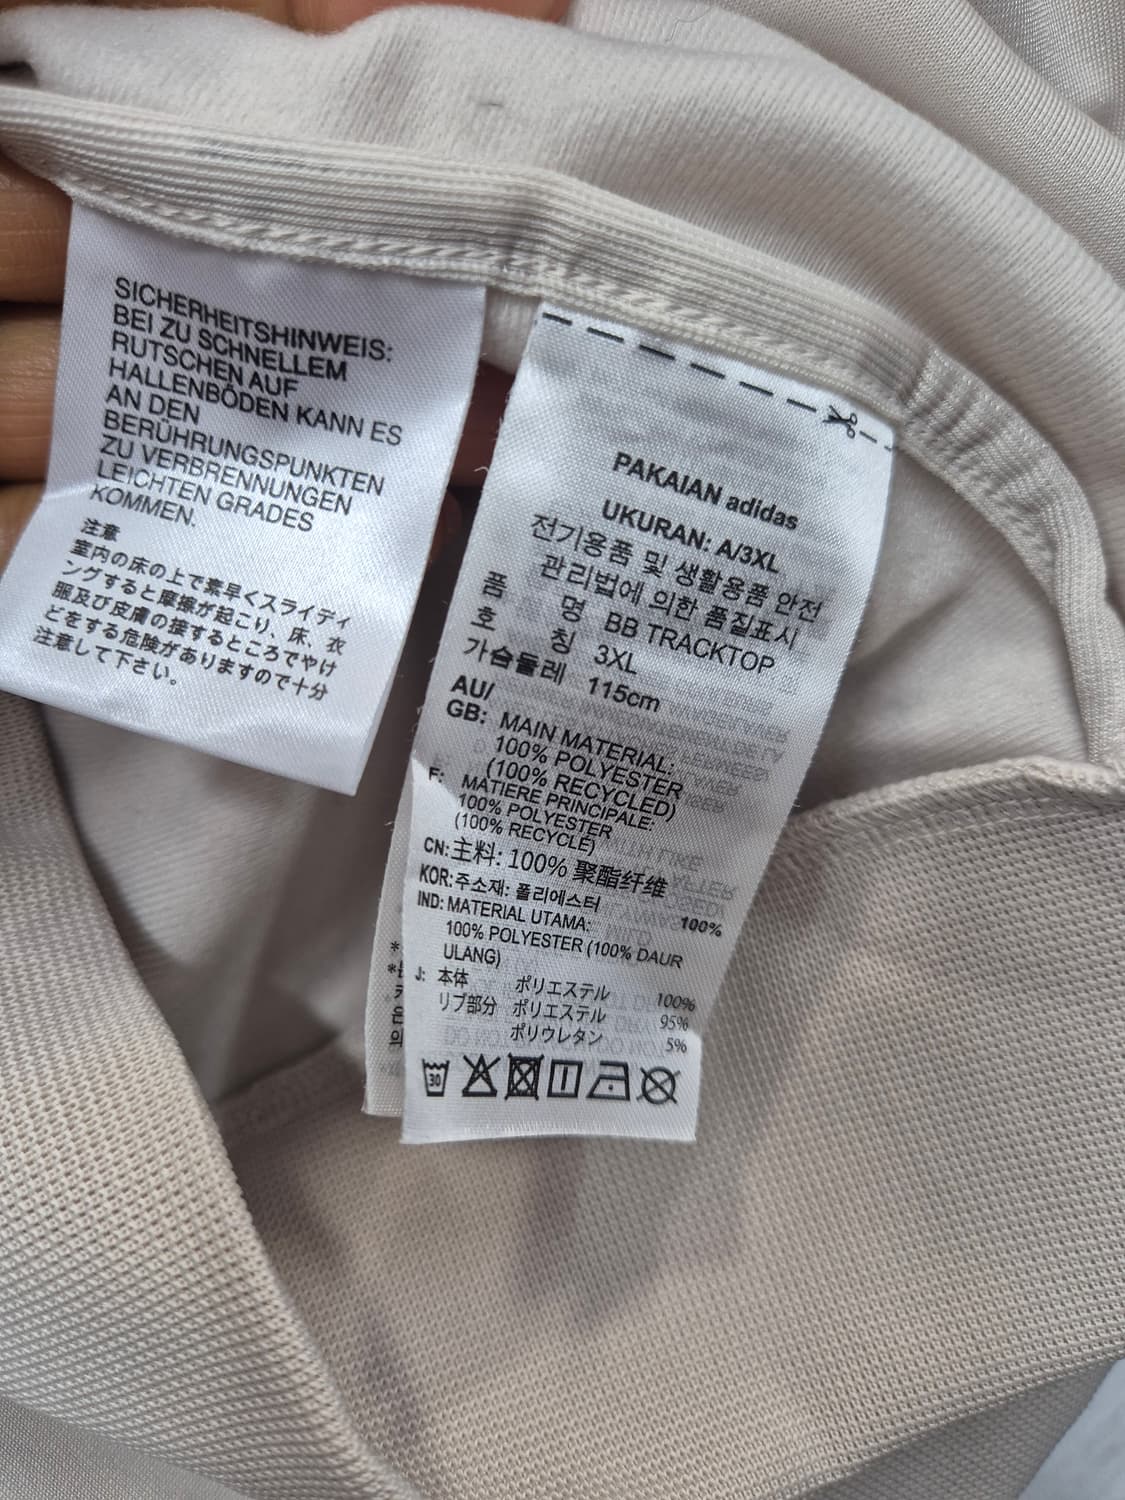 SICHERHEITSHINWEIS:
BEI ZU SCHNELLEM
RUTSCHEN AUF
HALLENBÖDEN KANN ES
AN DEN
BERÜHRUNGSPUNKTEN
ZU VERBRENNUNGEN
LEICHTEN GRADES
KOMMEN.
注意
室内の床の上で素早くスライディ
ングすると摩擦が起こり、床、衣
服及び皮膚の接するところでやけ
どをする危険がありますので十分
注意して下さい。
PAKAIAN adidas
UKURAN: A/3XL
전기용품 및 생활용품 안전
관리법에 의한 품질표시
품 명 BB TRACKTOP
호 칭 3XL
가슴둘레 115cm
AU/
GB: MAIN MATERIAL:
100% POLYESTER
(100% RECYCLED)
F: MATIERE PRINCIPALE:
100% POLYESTER
(100% RECYCLÉ)
CN: 主料: 100% 聚酯纤维
KOR: 주소재: 폴리에스터 100%
IND: MATERIAL UTAMA:
100% POLYESTER (100% DAUR
ULANG)
J: 本体 ポリエステル 100%
リブ部分 ポリエステル 95%
ポリウレタン 5%
30